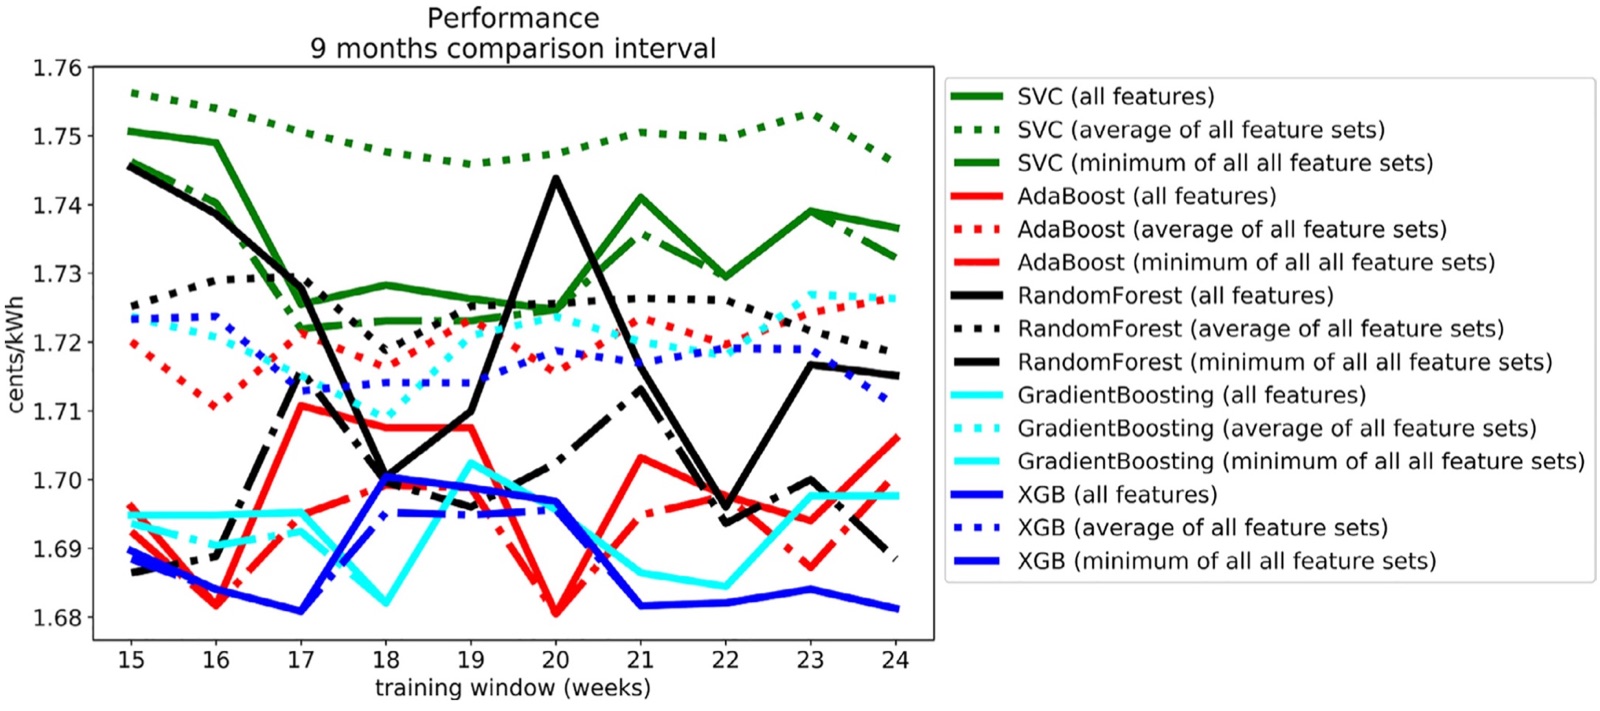 Performance
9 months comparison interval
1.76
1.75
1.74
1.73
1.72
1.71
1.70
1.69
1.68
cents/kWh
15 16 17 18 19 20 21 22 23 24
training window (weeks)
SVC (all features)
SVC (average of all feature sets)
SVC (minimum of all all feature sets)
AdaBoost (all features)
AdaBoost (average of all feature sets)
AdaBoost (minimum of all all feature sets)
RandomForest (all features)
RandomForest (average of all feature sets)
RandomForest (minimum of all all feature sets)
GradientBoosting (all features)
GradientBoosting (average of all feature sets)
GradientBoosting (minimum of all all feature sets)
XGB (all features)
XGB (average of all feature sets)
XGB (minimum of all all feature sets)